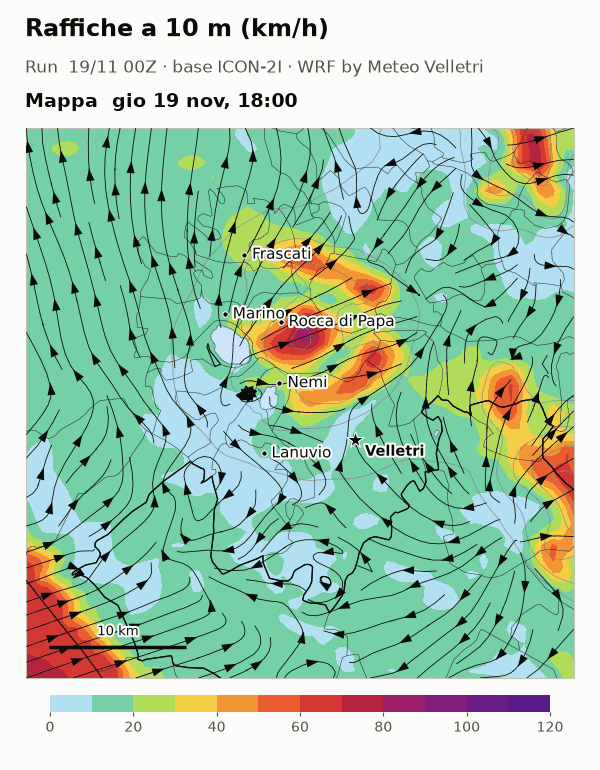 Raffiche a 10 m (km/h)
Run  19/11 00Z · base ICON-2I · WRF by Meteo Velletri
Mappa  gio 19 nov, 18:00
Frascati
Marino
Rocca di Papa
Nemi
Velletri
Lanuvio
10 km
0 20 40 60 80 100 120